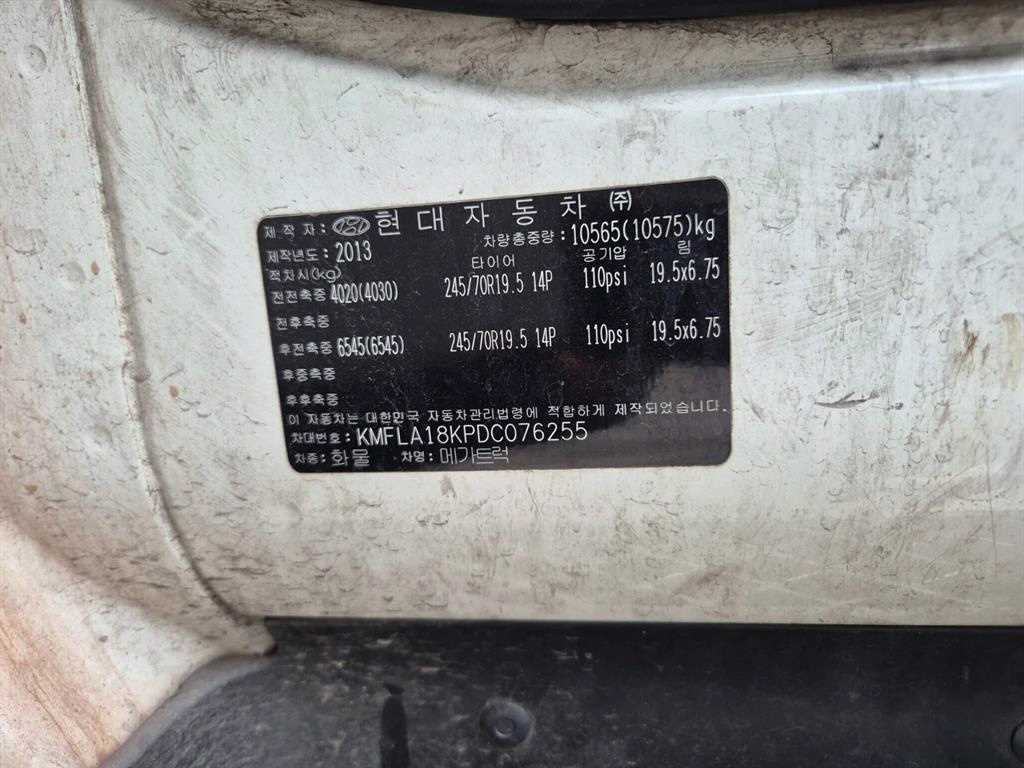 제 작 자: 현 대 자 동 차 ㈜
제작년도: 2013 차량총중량: 10565(10575)kg
적차시(kg) 타이어 공기압 림
전전축중 4020(4030) 245/70R19.5 14P 110psi 19.5x6.75
전후축중
후전축중 6545(6545) 245/70R19.5 14P 110psi 19.5x6.75
후중축중
후후축중
이 자동차는 대한민국 자동차관리법령에 적합하게 제작되었습니다.
차대번호: KMFLA18KPDC076255
차종: 화물 차명: 메가트럭